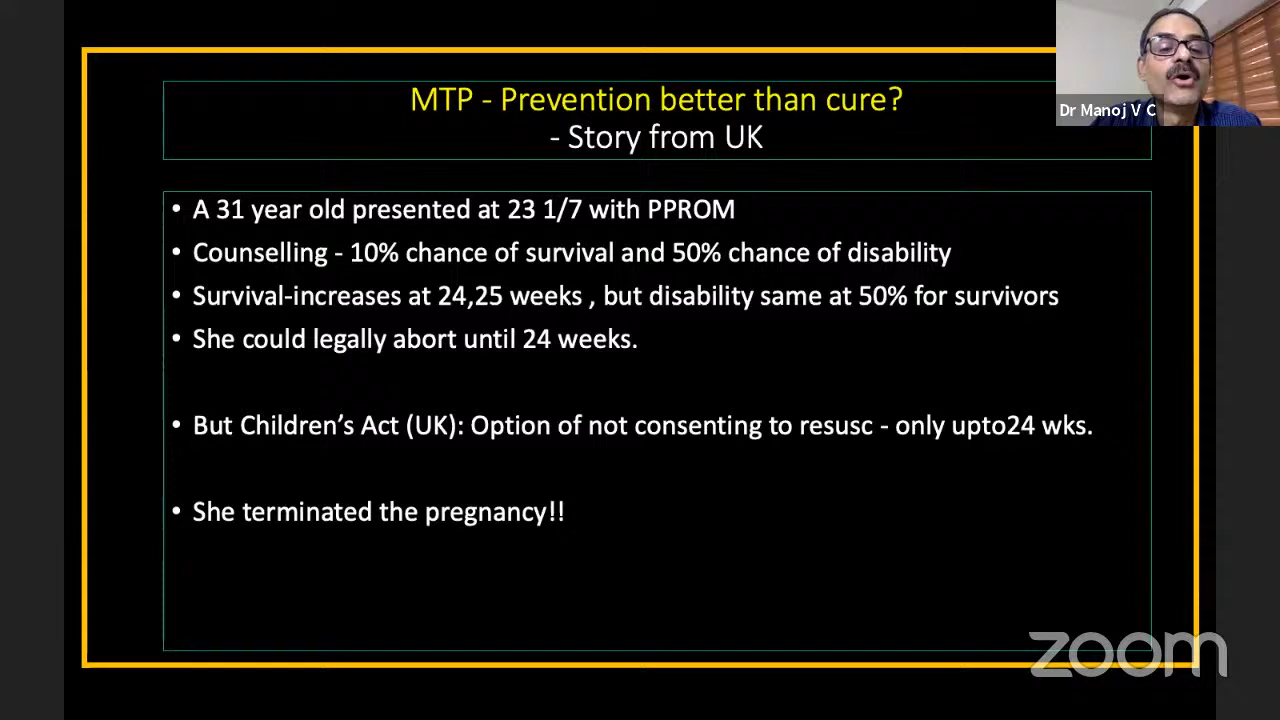 MTP - Prevention better than cure?
- Story from UK
Dr Manoj V C
• A 31 year old presented at 23 1/7 with PPROM
• Counselling - 10% chance of survival and 50% chance of disability
• Survival-increases at 24,25 weeks , but disability same at 50% for survivors
• She could legally abort until 24 weeks.
• But Children’s Act (UK): Option of not consenting to resusc - only upto24 wks.
• She terminated the pregnancy!!
zoom